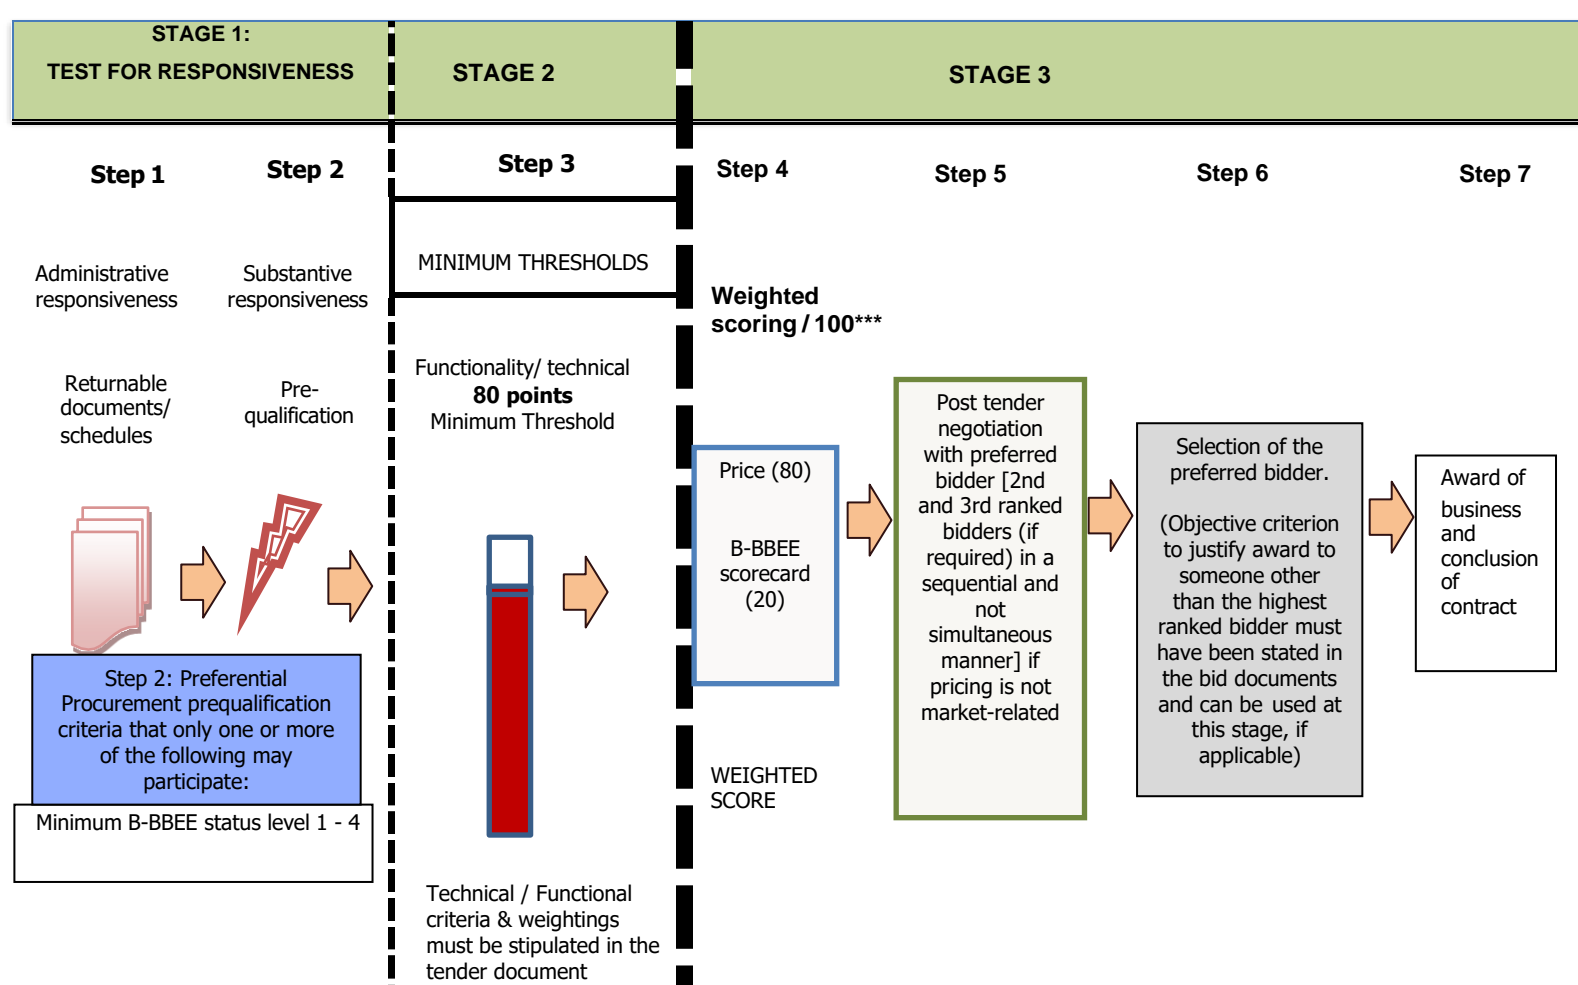 STAGE 1:
TEST FOR RESPONSIVENESS
STAGE 2
STAGE 3
Step 1
Step 2
Step 3
Step 4
Step 5
Step 6
Step 7
Administrative
responsiveness
Returnable
documents/
schedules
Substantive
responsiveness
Pre-
qualification
Step 2: Preferential
Procurement prequalification
criteria that only one or more
of the following may
participate:
Minimum B-BBEE status level 1 - 4
MINIMUM THRESHOLDS
Functionality/ technical
80 points
Minimum Threshold
Technical / Functional
criteria & weightings
must be stipulated in the
tender document
Weighted
scoring / 100***
Price (80)
B-BBEE
scorecard
(20)
WEIGHTED
SCORE
Post tender
negotiation
with preferred
bidder [2nd
and 3rd ranked
bidders (if
required) in a
sequential and
not
simultaneous
manner] if
pricing is not
market-related
Selection of the
preferred bidder.
(Objective criterion
to justify award to
someone other
than the highest
ranked bidder must
have been stated in
the bid documents
and can be used at
this stage, if
applicable)
Award of
business
and
conclusion
of
contract